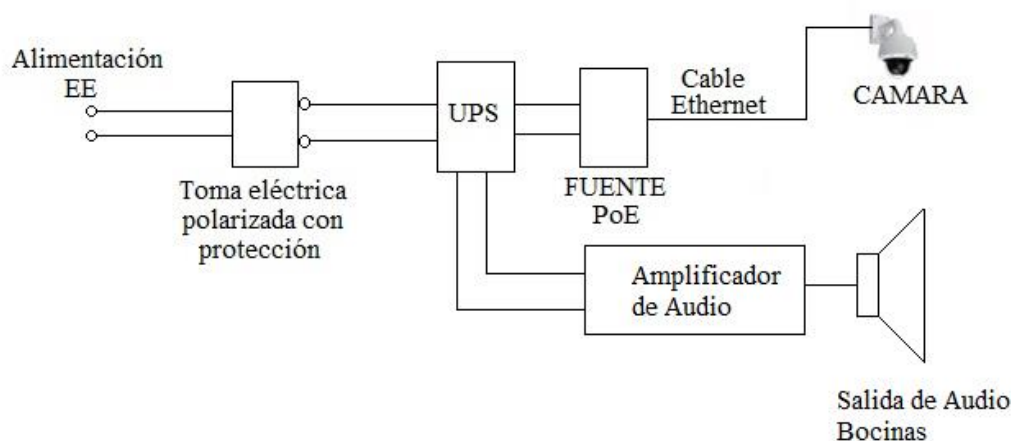 Alimentación
EE
Toma eléctrica
polarizada con
protección
UPS
FUENTE
PoE
Cable
Ethernet
CAMARA
Amplificador
de Audio
Salida de Audio
Bocinas